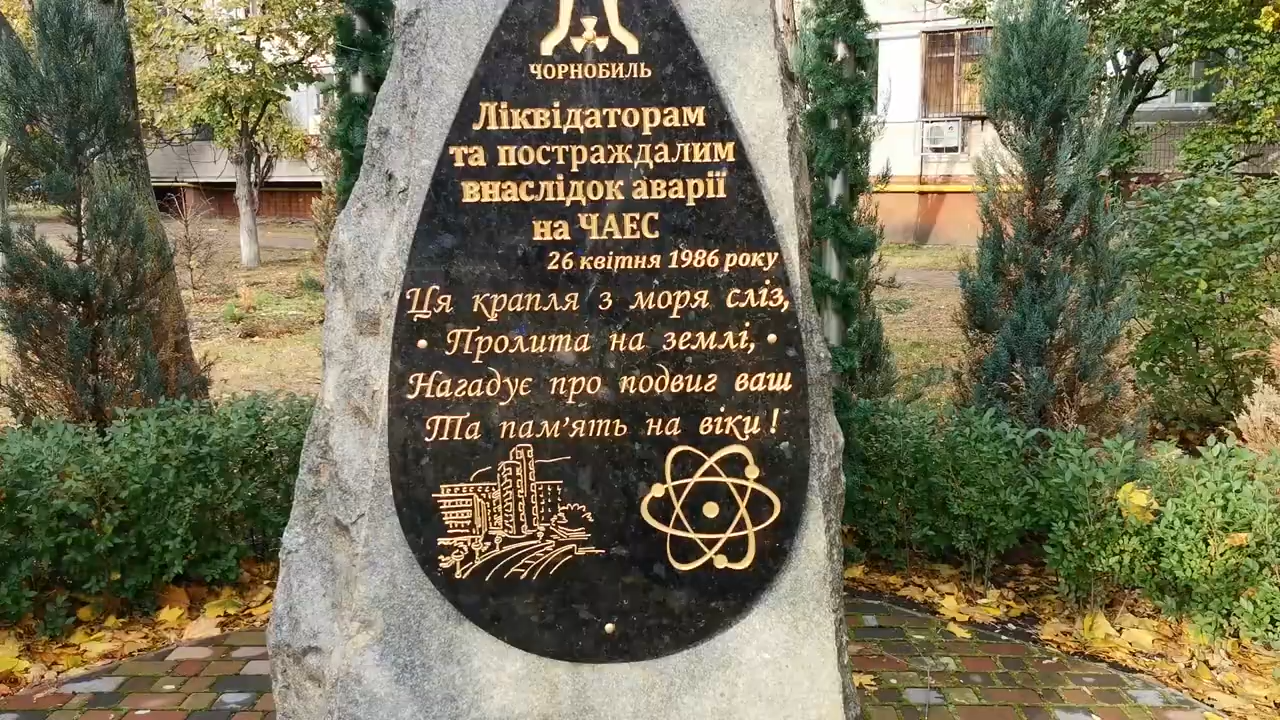 ЧОРНОБИЛЬ
Ліквідаторам
та постраждалим
внаслідок аварії
на ЧАЕС
26 квітня 1986 року
Ця крапля з моря сліз,
• Пролита на землі, •
Нагадує про подвиг ваш
Та пам’ять на віки !